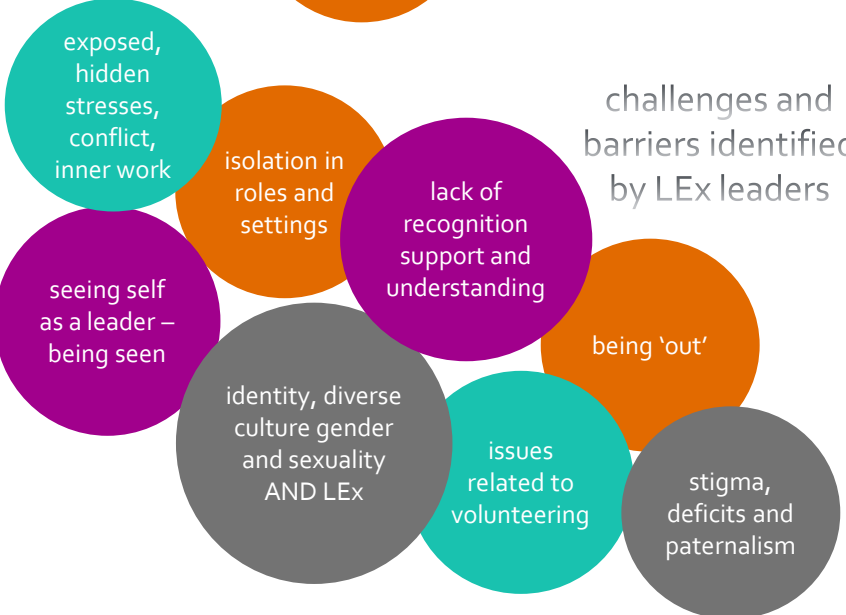 exposed,
hidden
stresses,
conflict,
inner work
isolation in
roles and
settings
lack of
recognition
support and
understanding
challenges and
barriers identified
by LEx leaders
seeing self
as a leader –
being seen
being ‘out’
identity, diverse
culture gender
and sexuality
AND LEx
issues
related to
volunteering
stigma,
deficits and
paternalism